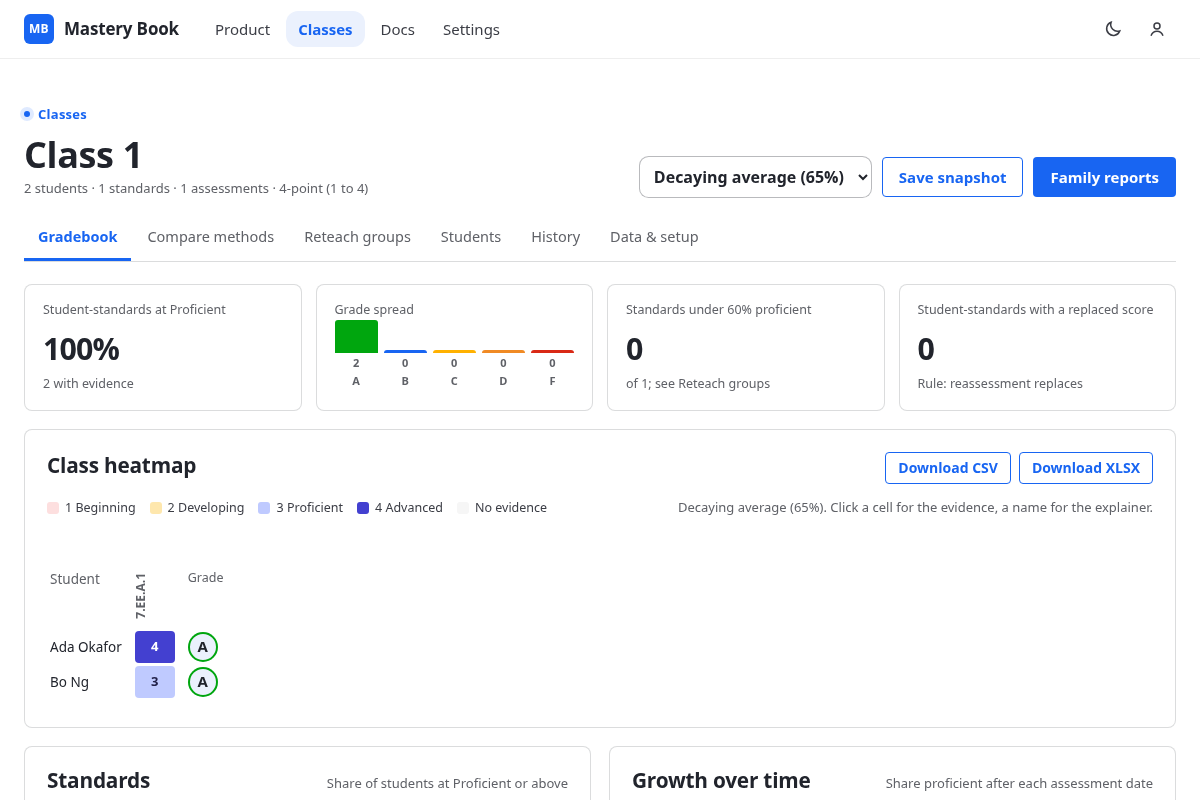 MB Mastery Book Product Classes Docs Settings
Classes
Class 1
2 students · 1 standards · 1 assessments · 4-point (1 to 4)
Decaying average (65%) Save snapshot Family reports
Gradebook Compare methods Reteach groups Students History Data & setup
Student-standards at Proficient
100%
2 with evidence
Grade spread
2 0 0 0 0
A B C D F
Standards under 60% proficient
0
of 1; see Reteach groups
Student-standards with a replaced score
0
Rule: reassessment replaces
Class heatmap
Download CSV Download XLSX
1 Beginning 2 Developing 3 Proficient 4 Advanced No evidence
Decaying average (65%). Click a cell for the evidence, a name for the explainer.
Student 7.EE.A.1 Grade
Ada Okafor 4 A
Bo Ng 3 A
Standards
Share of students at Proficient or above
Growth over time
Share proficient after each assessment date